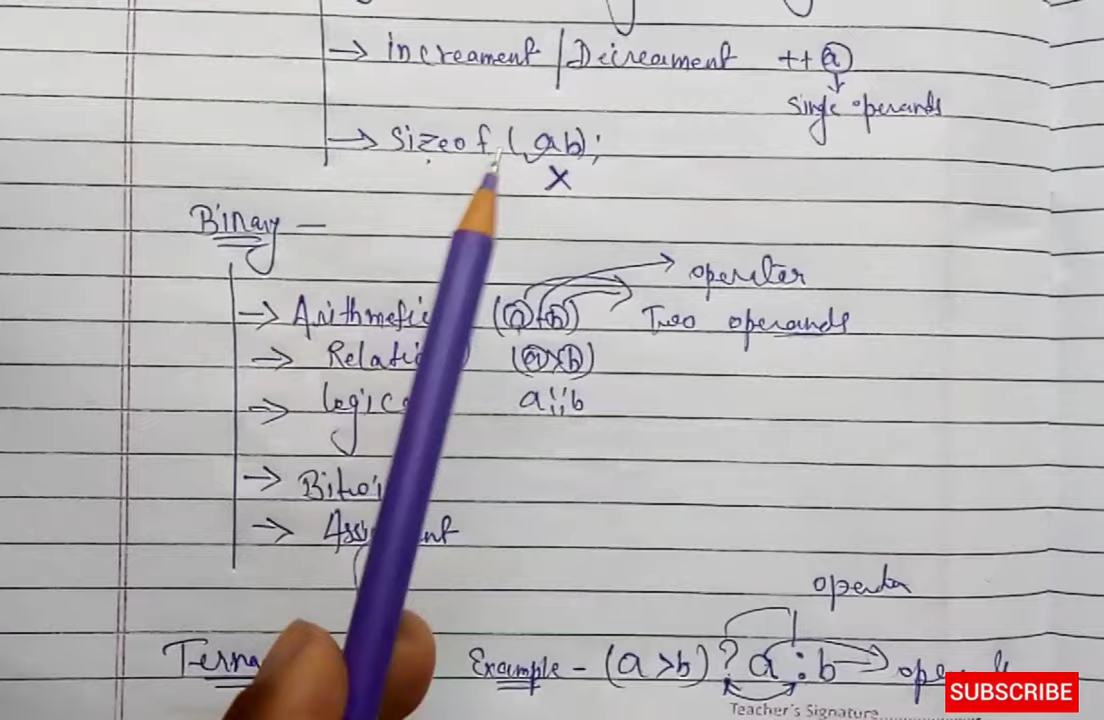 → increament / Decreament ++a
Single operands
→ Sizeof (ab);
X
Binary —
→ Arithmetic (a+b) → operator
Two operands
→ Relati (a>b)
→ logic a||b
→ Bitwi
→ Ass nt
operator
Terna Example - (a>b) ? a : b →
Teacher's Signature
SUBSCRIBE